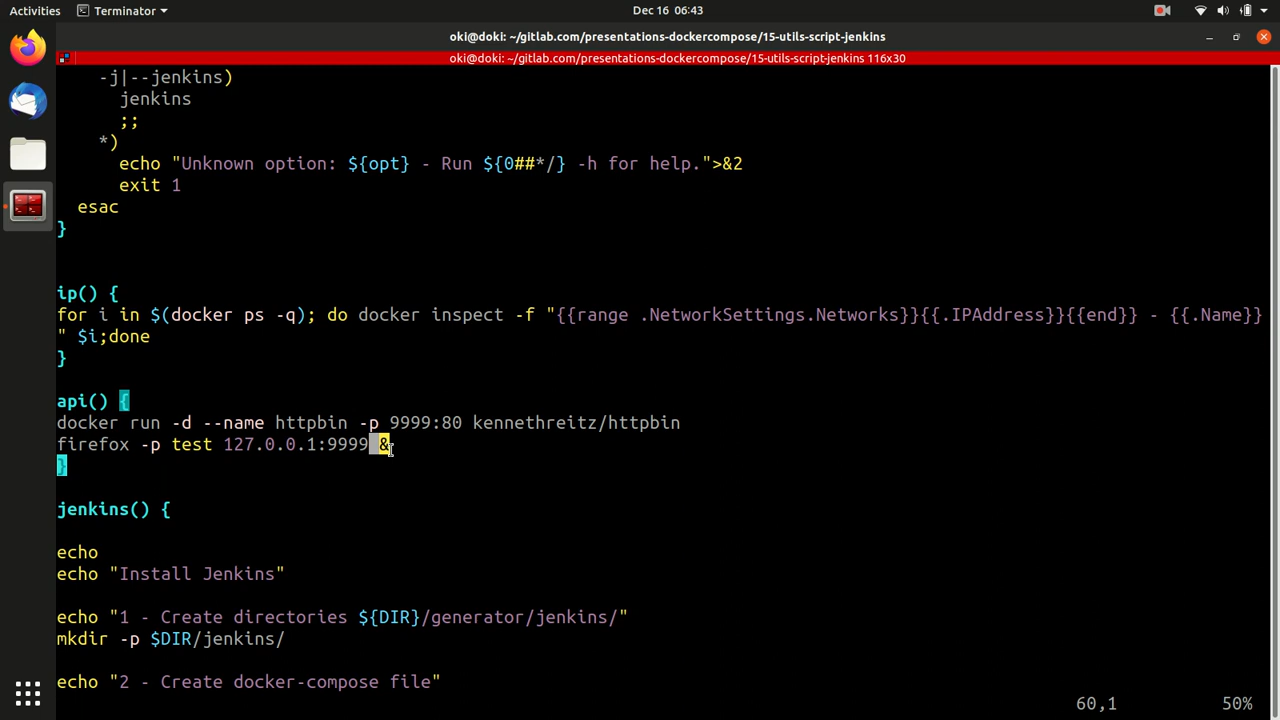 Activities Terminator Dec 16 06:43
oki@doki: ~/gitlab.com/presentations-dockercompose/15-utils-script-jenkins
oki@doki: ~/gitlab.com/presentations-dockercompose/15-utils-script-jenkins 116x30
-j|--jenkins)
jenkins
;;
*)
echo "Unknown option: ${opt} - Run ${0##*/} -h for help.">&2
exit 1
esac
}
ip() {
for i in $(docker ps -q); do docker inspect -f "{{range .NetworkSettings.Networks}}{{.IPAddress}}{{end}} - {{.Name}}
" $i;done
}
api() {
docker run -d --name httpbin -p 9999:80 kennethreitz/httpbin
firefox -p test 127.0.0.1:9999 &
}
jenkins() {
echo
echo "Install Jenkins"
echo "1 - Create directories ${DIR}/generator/jenkins/"
mkdir -p $DIR/jenkins/
echo "2 - Create docker-compose file"
60,1 50%